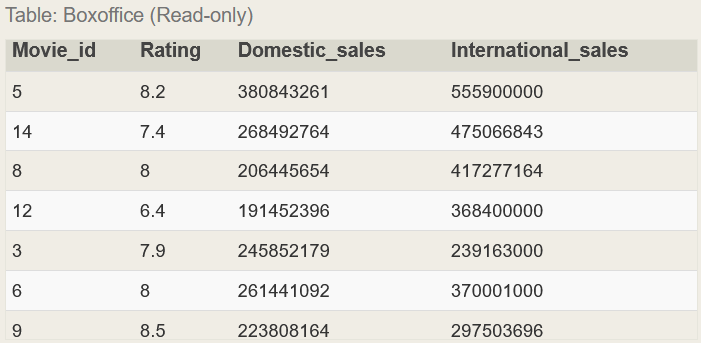 Table: Boxoffice (Read-only)
Movie_id Rating Domestic_sales International_sales
5 8.2 380843261 555900000
14 7.4 268492764 475066843
8 8 206445654 417277164
12 6.4 191452396 368400000
3 7.9 245852179 239163000
6 8 261441092 370001000
9 8.5 223808164 297503696